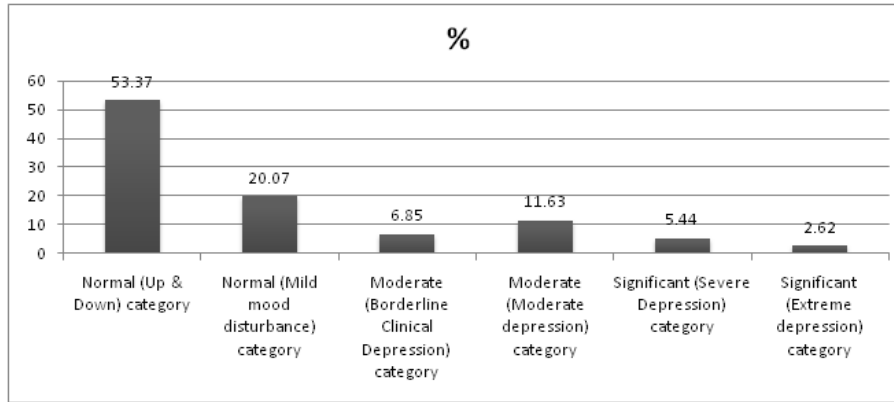 %
60
50
40
30
20
10
0
53.37
20.07
6.85
11.63
5.44
2.62
Normal (Up &
Down) category
Normal (Mild
mood
disturbance)
category
Moderate
(Borderline
Clinical
Depression)
category
Moderate
(Moderate
depression)
category
Significant (Severe
Depression)
category
Significant
(Extreme
depression)
category